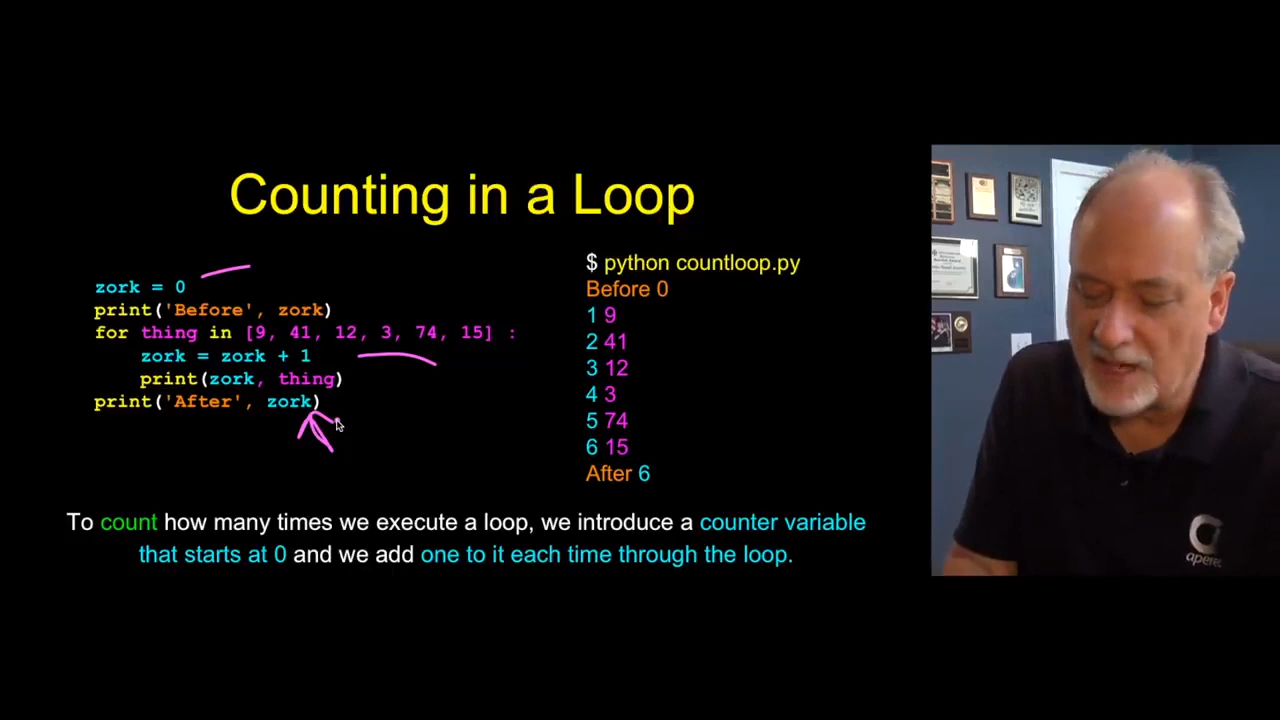 Counting in a Loop
zork = 0
print('Before', zork)
for thing in [9, 41, 12, 3, 74, 15] :
    zork = zork + 1
    print(zork, thing)
print('After', zork)
$ python countloop.py
Before 0
1 9
2 41
3 12
4 3
5 74
6 15
After 6
To count how many times we execute a loop, we introduce a counter variable
that starts at 0 and we add one to it each time through the loop.